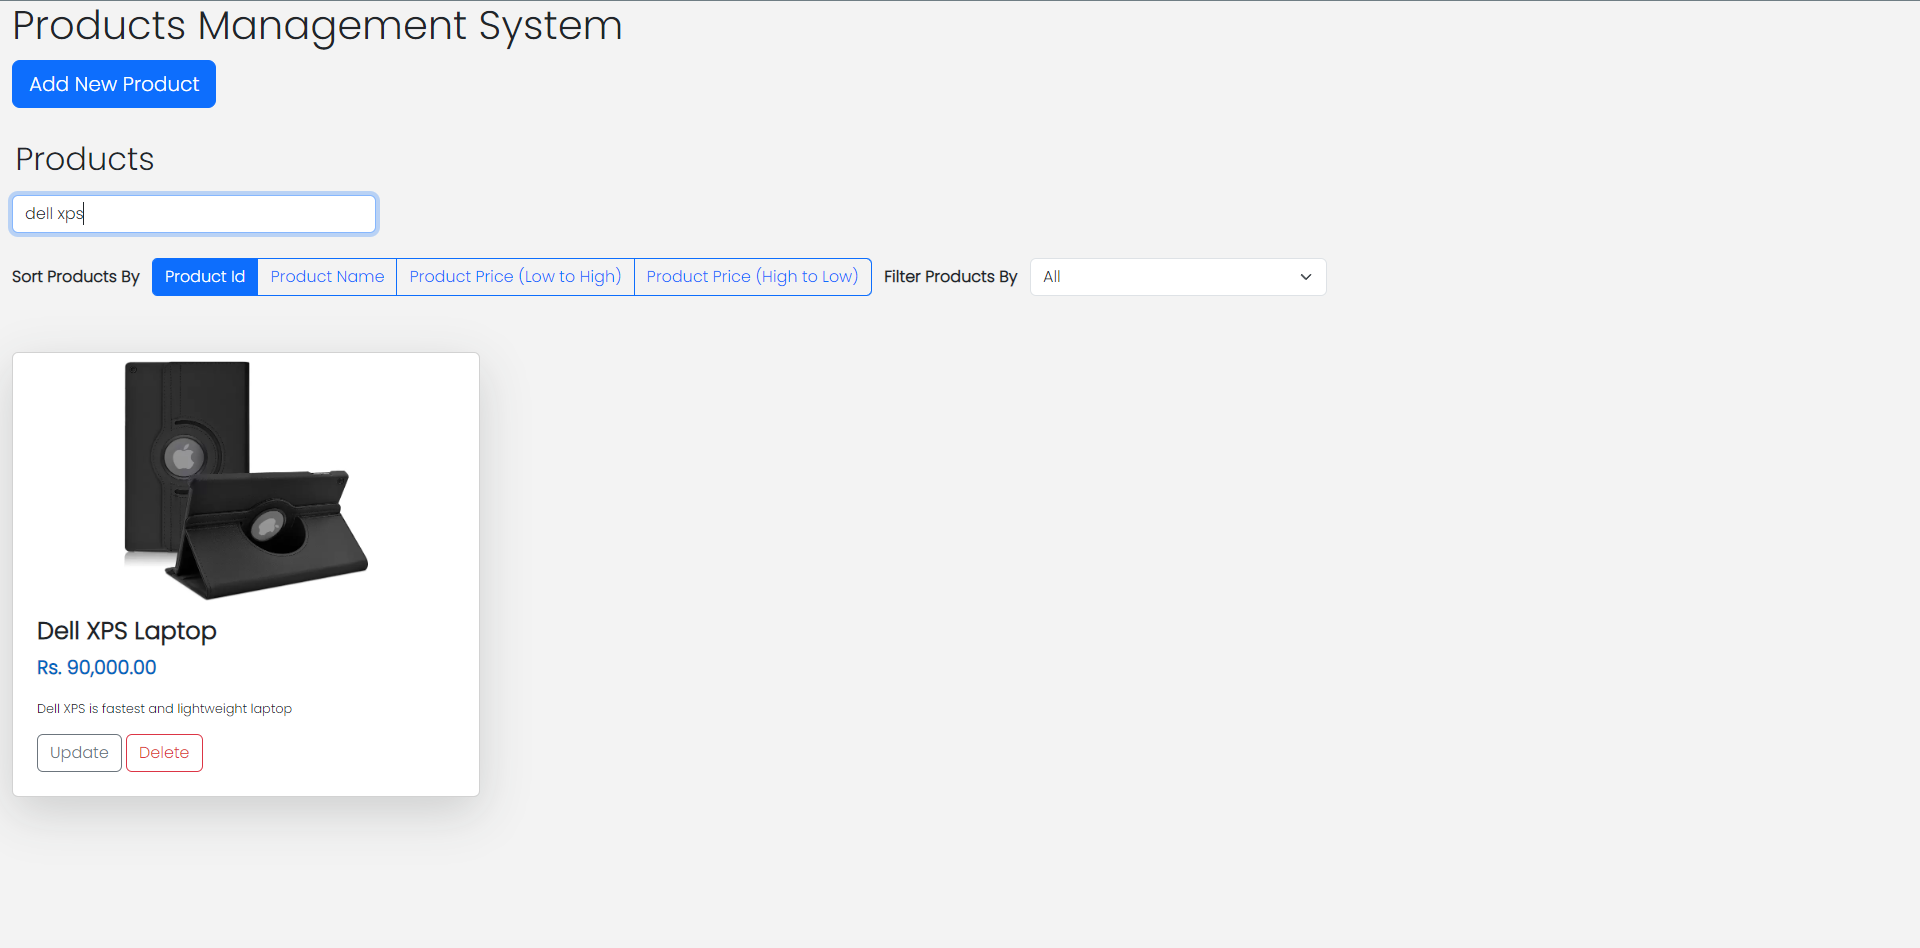 Products Management System
Add New Product
Products
dell xps
Sort Products By Product Id Product Name Product Price (Low to High) Product Price (High to Low) Filter Products By All
Dell XPS Laptop
Rs. 90,000.00
Dell XPS is fastest and lightweight laptop
Update Delete